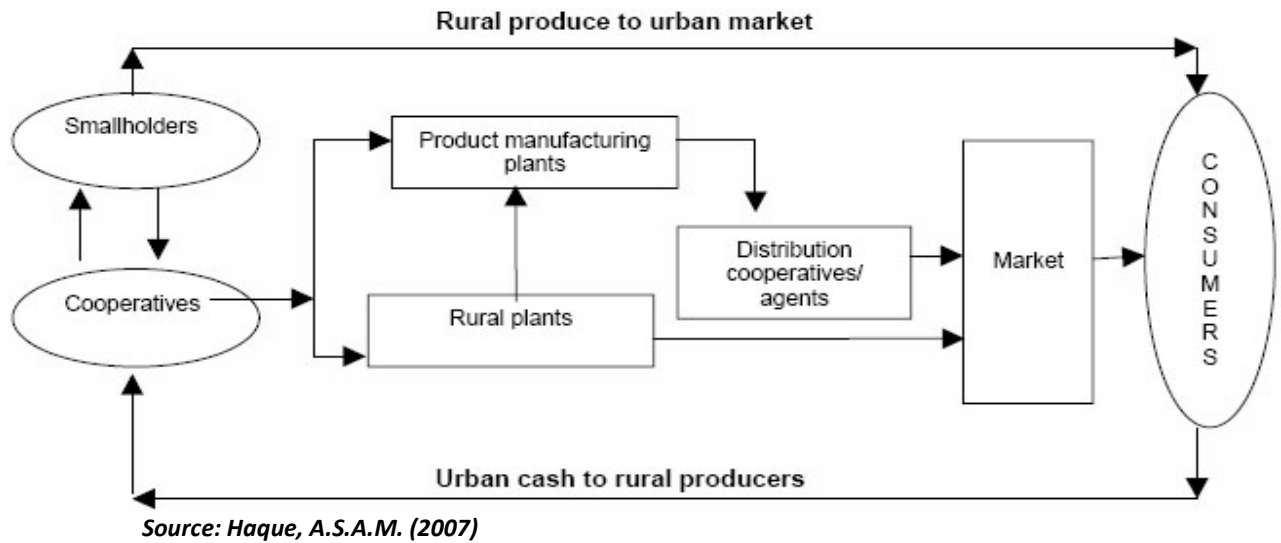 Rural produce to urban market
Smallholders
Product manufacturing
plants
Distribution
cooperatives/
agents
Market
C
O
N
S
U
M
E
R
S
Cooperatives
Rural plants
Urban cash to rural producers
Source: Haque, A.S.A.M. (2007)